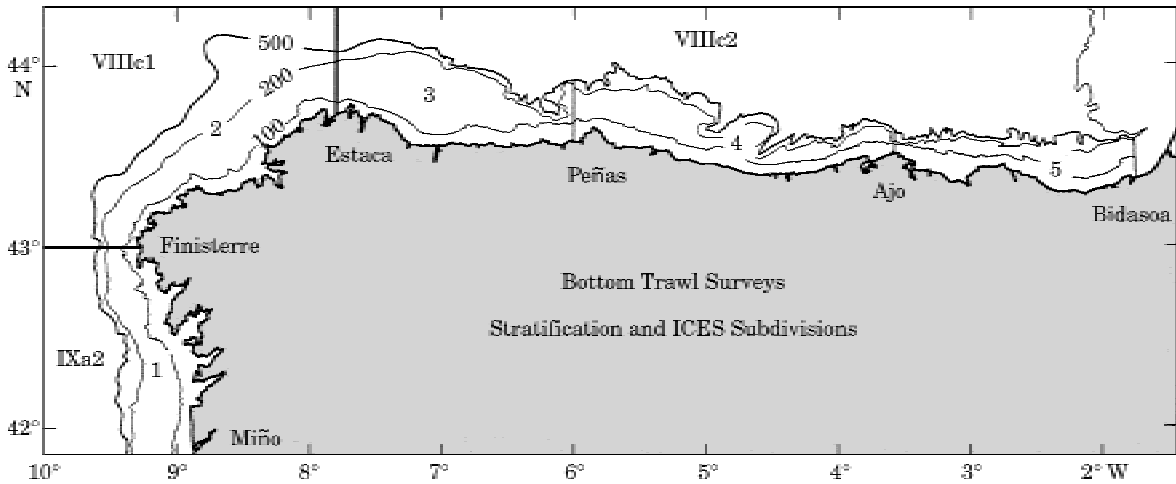 500
VIIIc1
VIIIc2
44°
N
200
3
2
100
4
Estaca
Peñas
5
Ajo
Bidasoa
43°
Finisterre
Bottom Trawl Surveys
Stratification and ICES Subdivisions
IXa2
1
42°
Miño
10°
9°
8°
7°
6°
5°
4°
3°
2° W